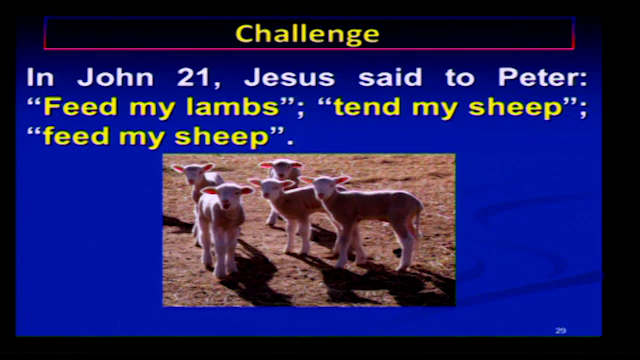 Challenge
In John 21, Jesus said to Peter:
“Feed my lambs”; “tend my sheep”;
“feed my sheep”.
29